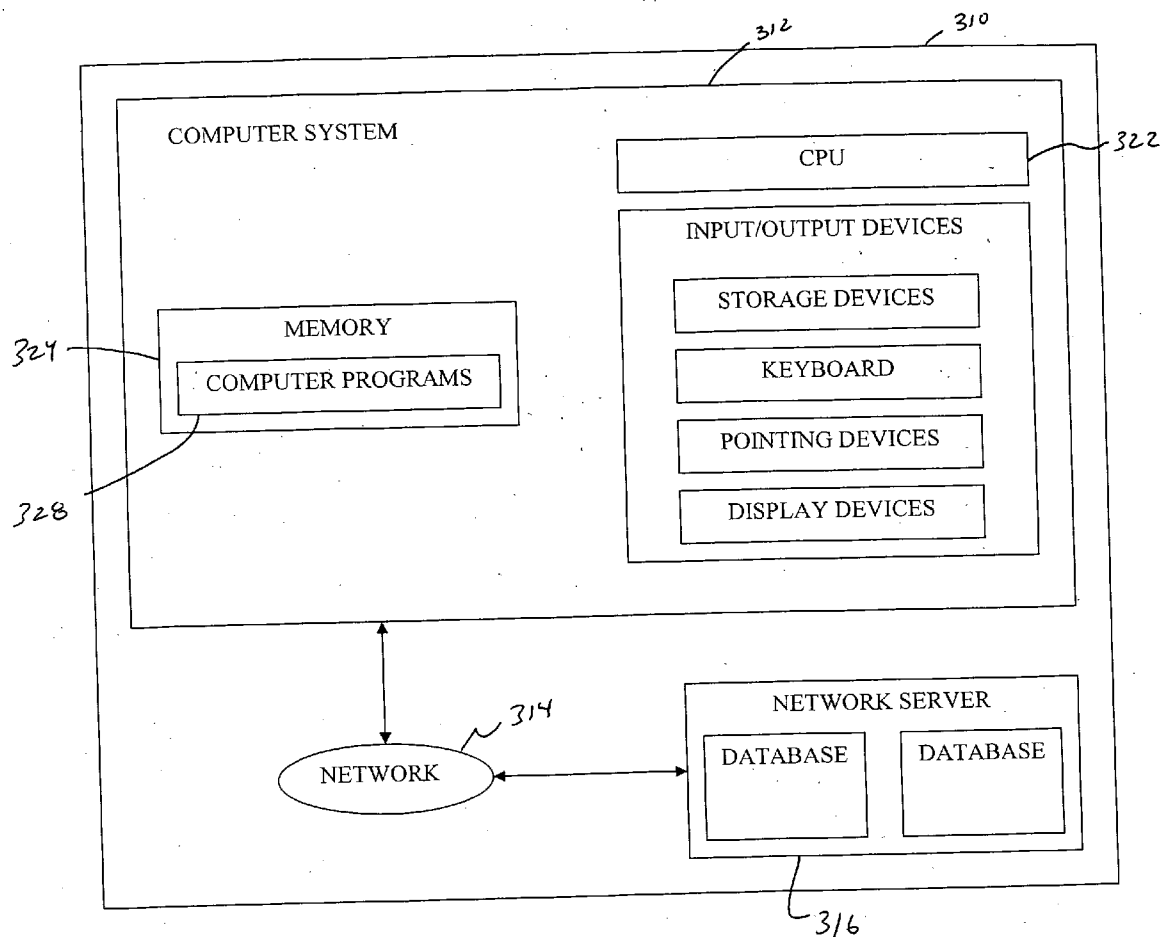 312
310
COMPUTER SYSTEM
CPU
322
INPUT/OUTPUT DEVICES
STORAGE DEVICES
MEMORY
324
COMPUTER PROGRAMS
KEYBOARD
POINTING DEVICES
328
DISPLAY DEVICES
314
NETWORK SERVER
NETWORK
DATABASE
DATABASE
316